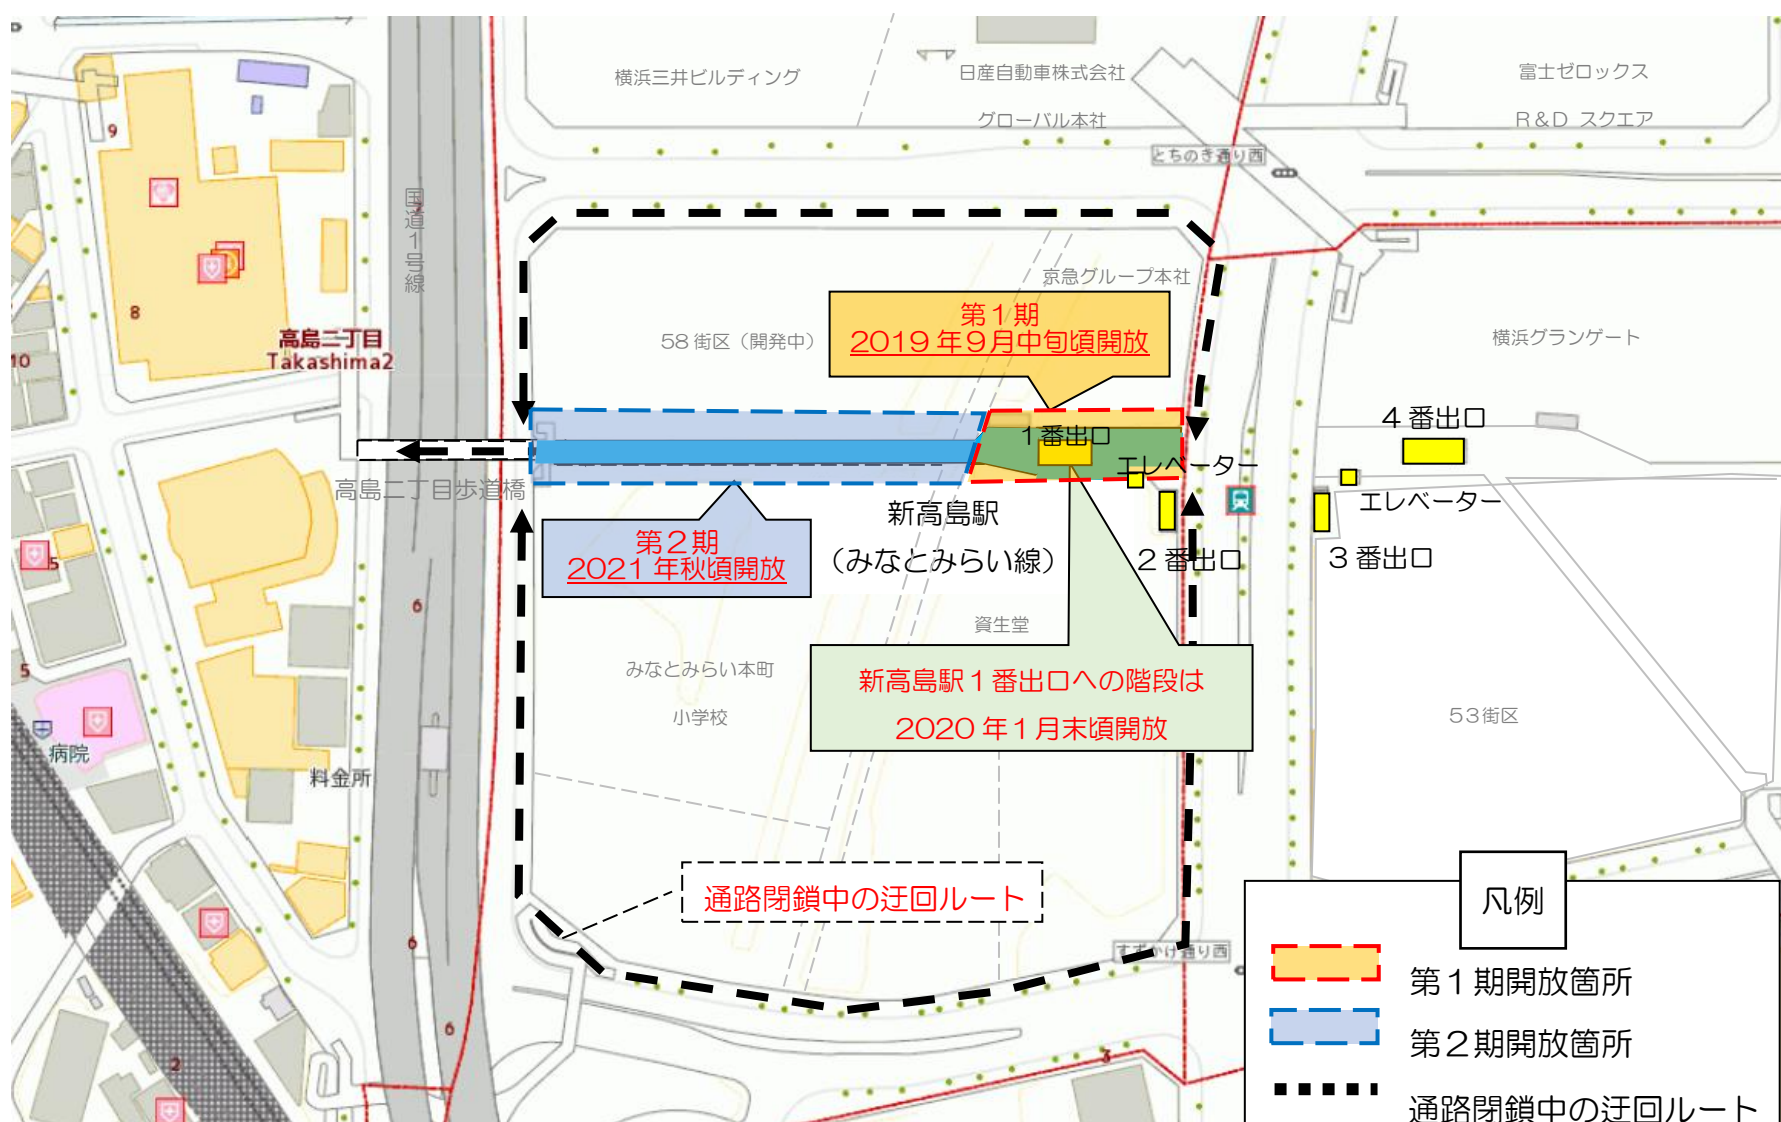 横浜三井ビルディング
日産自動車株式会社
グローバル本社
富士ゼロックス
R&D スクエア
とちのき通り西
9
国道1号線
7
京急グループ本社
8
高島二丁目
Takashima2
10
58街区（開発中）
第1期
2019年9月中旬頃開放
横浜グランゲート
1番出口
4番出口
エレベーター
エレベーター
高島二丁目歩道橋
新高島駅
（みなとみらい線）
第2期
2021年秋頃開放
2番出口
3番出口
5
6
資生堂
みなとみらい本町
小学校
新高島駅1番出口への階段は
2020年1月末頃開放
53街区
5
病院
料金所
通路閉鎖中の迂回ルート
すずかけ通り西
6
6
2
3
凡例
第1期開放箇所
第2期開放箇所
通路閉鎖中の迂回ルート